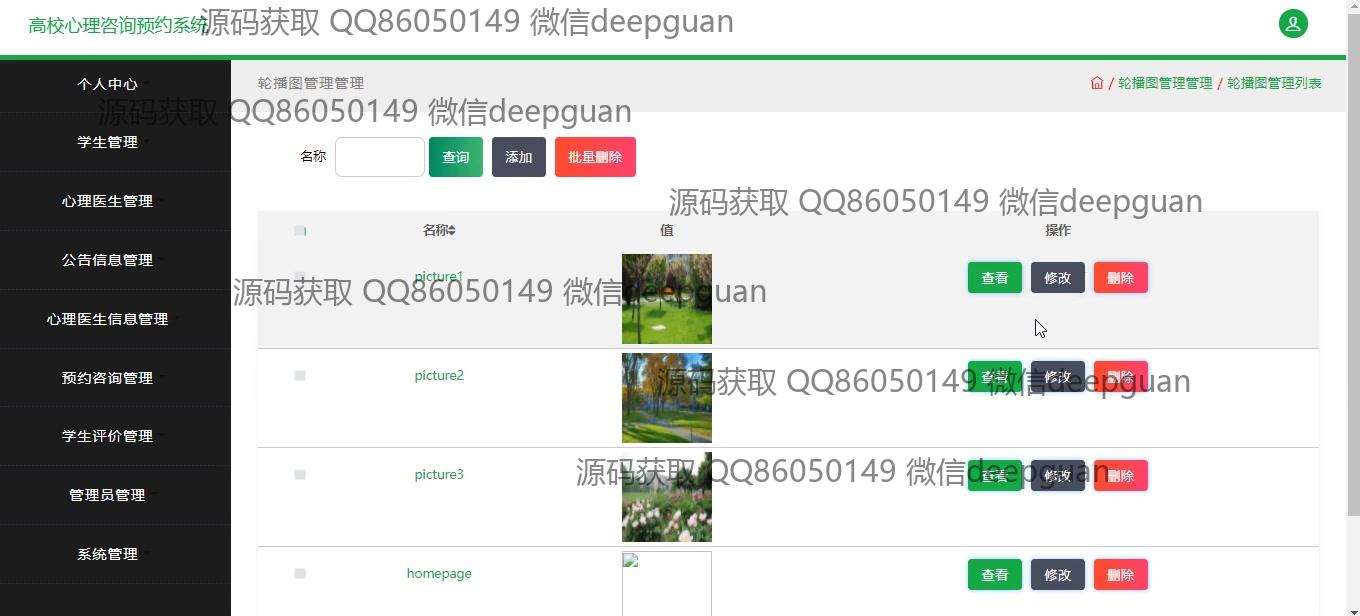 高校心理咨询预约系统
源码获取 QQ86050149 微信deepguan
个人中心
轮播图管理管理
/ 轮播图管理管理 / 轮播图管理列表
源码获取 QQ86050149 微信deepguan
学生管理
名称 查询 添加 批量删除
心理医生管理
源码获取 QQ86050149 微信deepguan
名称 值 操作
公告信息管理
picture1 查看 修改 删除
源码获取 QQ86050149 微信deepguan
心理医生信息管理
预约咨询管理
picture2 查看 修改 删除
源码获取 QQ86050149 微信deepguan
学生评价管理
picture3 查看 修改 删除
源码获取 QQ86050149 微信deepguan
管理员管理
系统管理
homepage 查看 修改 删除